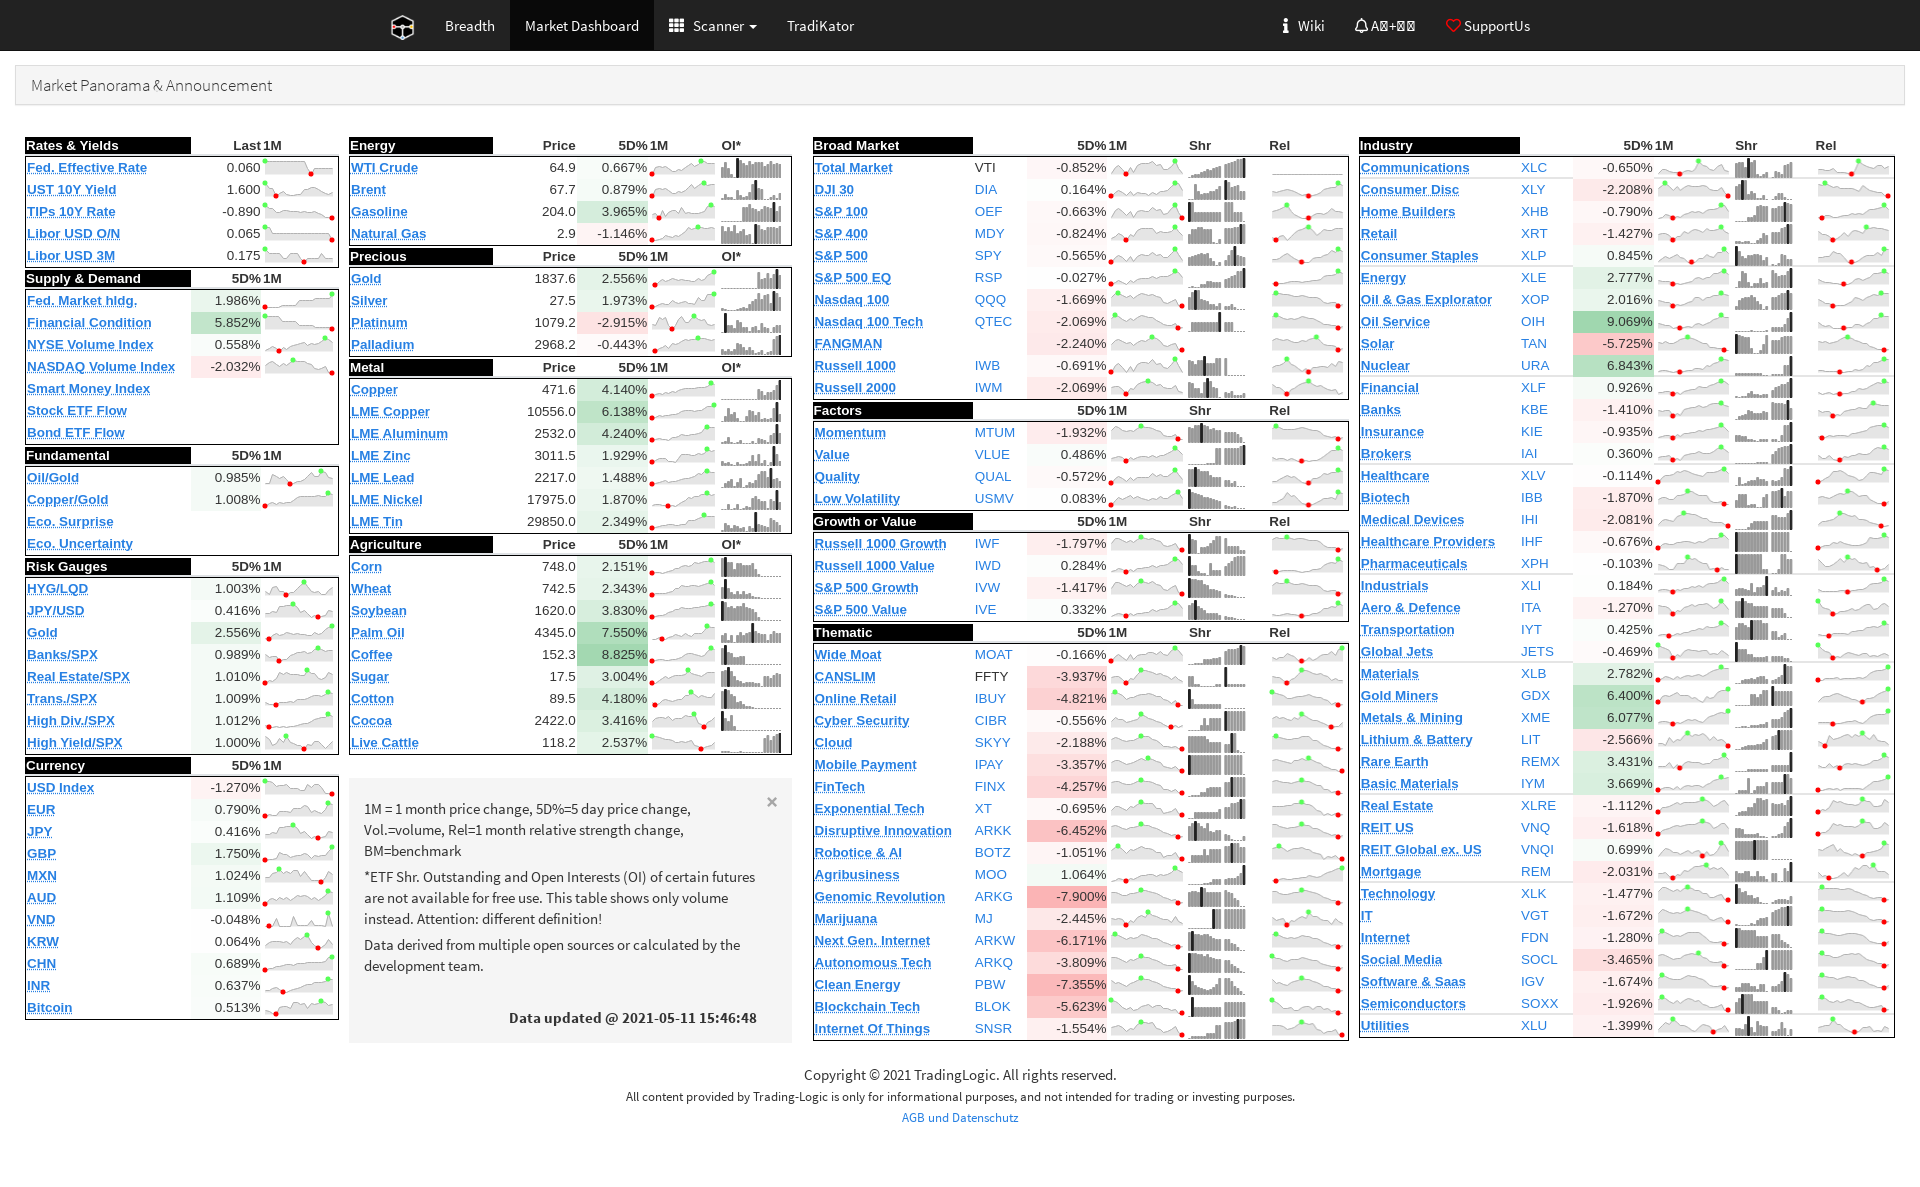 Breadth Market Dashboard Scanner TradiKator Wiki SupportUs
Market Panorama & Announcement
Rates & Yields Last 1M
Fed. Effective Rate 0.060
UST 10Y Yield 1.600
TIPs 10Y Rate -0.890
Libor USD O/N 0.065
Libor USD 3M 0.175
Supply & Demand 5D% 1M
Fed. Market hldg. 1.986%
Financial Condition 5.852%
NYSE Volume Index 0.558%
NASDAQ Volume Index -2.032%
Smart Money Index
Stock ETF Flow
Bond ETF Flow
Fundamental 5D% 1M
Oil/Gold 0.985%
Copper/Gold 1.008%
Eco. Surprise
Eco. Uncertainty
Risk Gauges 5D% 1M
HYG/LQD 1.003%
JPY/USD 0.416%
Gold 2.556%
Banks/SPX 0.989%
Real Estate/SPX 1.010%
Trans./SPX 1.009%
High Div./SPX 1.012%
High Yield/SPX 1.000%
Currency 5D% 1M
USD Index -1.270%
EUR 0.790%
JPY 0.416%
GBP 1.750%
MXN 1.024%
AUD 1.109%
VND -0.048%
KRW 0.064%
CHN 0.689%
INR 0.637%
Bitcoin 0.513%
Energy Price 5D% 1M OI*
WTI Crude 64.9 0.667%
Brent 67.7 0.879%
Gasoline 204.0 3.965%
Natural Gas 2.9 -1.146%
Precious Price 5D% 1M OI*
Gold 1837.6 2.556%
Silver 27.5 1.973%
Platinum 1079.2 -2.915%
Palladium 2968.2 -0.443%
Metal Price 5D% 1M OI*
Copper 471.6 4.140%
LME Copper 10556.0 6.138%
LME Aluminum 2532.0 4.240%
LME Zinc 3011.5 1.929%
LME Lead 2217.0 1.488%
LME Nickel 17975.0 1.870%
LME Tin 29850.0 2.349%
Agriculture Price 5D% 1M OI*
Corn 748.0 2.151%
Wheat 742.5 2.343%
Soybean 1620.0 3.830%
Palm Oil 4345.0 7.550%
Coffee 152.3 8.825%
Sugar 17.5 3.004%
Cotton 89.5 4.180%
Cocoa 2422.0 3.416%
Live Cattle 118.2 2.537%
×
1M = 1 month price change, 5D%=5 day price change,
Vol.=volume, Rel=1 month relative strength change,
BM=benchmark
*ETF Shr. Outstanding and Open Interests (OI) of certain futures
are not available for free use. This table shows only volume
instead. Attention: different definition!
Data derived from multiple open sources or calculated by the
development team.
Data updated @ 2021-05-11 15:46:48
Broad Market 5D% 1M Shr Rel
Total Market VTI -0.852%
DJI 30 DIA 0.164%
S&P 100 OEF -0.663%
S&P 400 MDY -0.824%
S&P 500 SPY -0.565%
S&P 500 EQ RSP -0.027%
Nasdaq 100 QQQ -1.669%
Nasdaq 100 Tech QTEC -2.069%
FANGMAN -2.240%
Russell 1000 IWB -0.691%
Russell 2000 IWM -2.069%
Factors 5D% 1M Shr Rel
Momentum MTUM -1.932%
Value VLUE 0.486%
Quality QUAL -0.572%
Low Volatility USMV 0.083%
Growth or Value 5D% 1M Shr Rel
Russell 1000 Growth IWF -1.797%
Russell 1000 Value IWD 0.284%
S&P 500 Growth IVW -1.417%
S&P 500 Value IVE 0.332%
Thematic 5D% 1M Shr Rel
Wide Moat MOAT -0.166%
CANSLIM FFTY -3.937%
Online Retail IBUY -4.821%
Cyber Security CIBR -0.556%
Cloud SKYY -2.188%
Mobile Payment IPAY -3.357%
FinTech FINX -4.257%
Exponential Tech XT -0.695%
Disruptive Innovation ARKK -6.452%
Robotice & AI BOTZ -1.051%
Agribusiness MOO 1.064%
Genomic Revolution ARKG -7.900%
Marijuana MJ -2.445%
Next Gen. Internet ARKW -6.171%
Autonomous Tech ARKQ -3.809%
Clean Energy PBW -7.355%
Blockchain Tech BLOK -5.623%
Internet Of Things SNSR -1.554%
Industry 5D% 1M Shr Rel
Communications XLC -0.650%
Consumer Disc XLY -2.208%
Home Builders XHB -0.790%
Retail XRT -1.427%
Consumer Staples XLP 0.845%
Energy XLE 2.777%
Oil & Gas Explorator XOP 2.016%
Oil Service OIH 9.069%
Solar TAN -5.725%
Nuclear URA 6.843%
Financial XLF 0.926%
Banks KBE -1.410%
Insurance KIE -0.935%
Brokers IAI 0.360%
Healthcare XLV -0.114%
Biotech IBB -1.870%
Medical Devices IHI -2.081%
Healthcare Providers IHF -0.676%
Pharmaceuticals XPH -0.103%
Industrials XLI 0.184%
Aero & Defence ITA -1.270%
Transportation IYT 0.425%
Global Jets JETS -0.469%
Materials XLB 2.782%
Gold Miners GDX 6.400%
Metals & Mining XME 6.077%
Lithium & Battery LIT -2.566%
Rare Earth REMX 3.431%
Basic Materials IYM 3.669%
Real Estate XLRE -1.112%
REIT US VNQ -1.618%
REIT Global ex. US VNQI 0.699%
Mortgage REM -2.031%
Technology XLK -1.477%
IT VGT -1.672%
Internet FDN -1.280%
Social Media SOCL -3.465%
Software & Saas IGV -1.674%
Semiconductors SOXX -1.926%
Utilities XLU -1.399%
Copyright © 2021 TradingLogic. All rights reserved.
All content provided by Trading-Logic is only for informational purposes, and not intended for trading or investing purposes.
AGB und Datenschutz